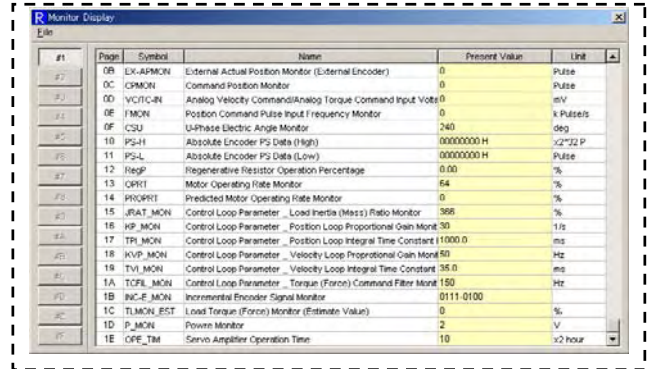 R Monitor Display
File
#1
#2
#3
#4
#5
#6
#7
#8
#9
#A
#B
#C
#D
#E
#F
Page Symbol Name Present Value Unit
0B EX-APMON External Actual Position Monitor (External Encoder) 0 Pulse
0C CPMON Command Position Monitor 0 Pulse
0D VC/TC-IN Analog Velocity Command/Analog Torque Command Input Volta 0 mV
0E FMON Position Command Pulse Input Frequency Monitor 0 k Pulse/s
0F CSU U-Phase Electric Angle Monitor 240 deg
10 PS-H Absolute Encoder PS Data (High) 00000000 H x2^32 P
11 PS-L Absolute Encoder PS Data (Low) 00000000 H Pulse
12 RegP Regenerative Resistor Operation Percentage 0.00 %
13 OPRT Motor Operating Rate Monitor 64 %
14 PROPRT Predicted Motor Operating Rate Monitor 0 %
15 JRAT_MON Control Loop Parameter _ Load Inertia (Mass) Ratio Monitor 366 %
16 KP_MON Control Loop Parameter _ Position Loop Proportional Gain Monit 30 1/s
17 TPI_MON Control Loop Parameter _ Position Loop Integral Time Constant I 1000.0 ms
18 KVP_MON Control Loop Parameter _ Velocity Loop Proprotional Gain Moni 50 Hz
19 TVI_MON Control Loop Parameter _ Velocity Loop Integral Time Constant 35.0 ms
1A TCFIL_MON Control Loop Parameter _ Torque (Force) Command Filter Monit 150 Hz
1B INC-E_MON Incremental Encoder Signal Monitor 0111-0100
1C TLMON_EST Load Torque (Force) Monitor (Estimate Value) 0 %
1D P_MON Powre Monitor 2 V
1E OPE_TIM Servo Amplifier Operation Time 10 x2 hour